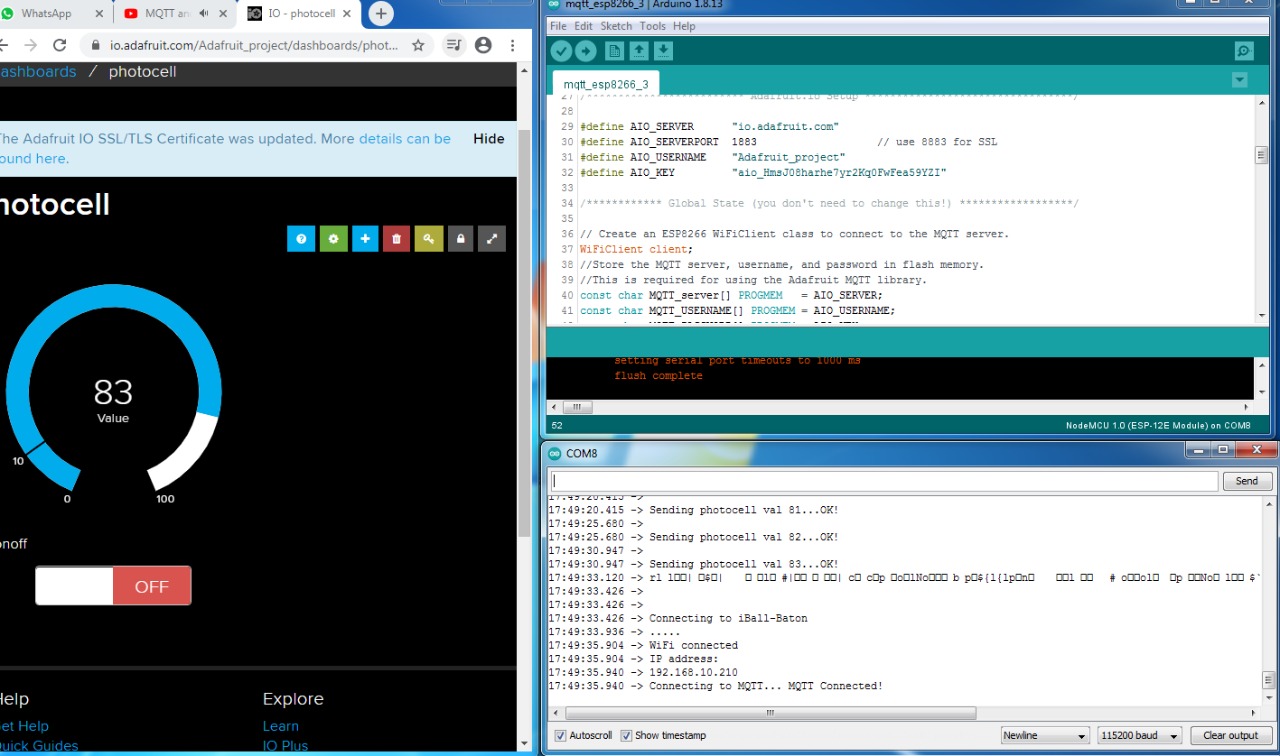 WhatsApp
MQTT an
IO - photocell
io.adafruit.com/Adafruit_project/dashboards/phot...
ashboards / photocell
The Adafruit IO SSL/TLS Certificate was updated. More details can be
ound here.
Hide
hotocell
83
Value
10
0
100
onoff
OFF
Help
Get Help
Quick Guides
Explore
Learn
IO Plus
mqtt_esp8266_3 | Arduino 1.8.13
File Edit Sketch Tools Help
mqtt_esp8266_3
27 /************************* Adafruit.io Setup *********************************/
28
29 #define AIO_SERVER "io.adafruit.com"
30 #define AIO_SERVERPORT 1883 // use 8883 for SSL
31 #define AIO_USERNAME "Adafruit_project"
32 #define AIO_KEY "aio_HmsJ08harhe7yr2Kq0FwFea59YZI"
33
34 /************ Global State (you don't need to change this!) ******************/
35
36 // Create an ESP8266 WiFiClient class to connect to the MQTT server.
37 WiFiClient client;
38 //Store the MQTT server, username, and password in flash memory.
39 //This is required for using the Adafruit MQTT library.
40 const char MQTT_server[] PROGMEM = AIO_SERVER;
41 const char MQTT_USERNAME[] PROGMEM = AIO_USERNAME;
setting serial port timeouts to 1000 ms
flush complete
52
NodeMCU 1.0 (ESP-12E Module) on COM8
COM8
Send
17:49:20.415 ->
17:49:20.415 -> Sending photocell val 81...OK!
17:49:25.680 ->
17:49:25.680 -> Sending photocell val 82...OK!
17:49:30.947 ->
17:49:30.947 -> Sending photocell val 83...OK!
17:49:33.120 ->
17:49:33.426 ->
17:49:33.426 ->
17:49:33.426 -> Connecting to iBall-Baton
17:49:33.936 -> .....
17:49:35.904 -> WiFi connected
17:49:35.904 -> IP address:
17:49:35.940 -> 192.168.10.210
17:49:35.940 -> Connecting to MQTT... MQTT Connected!
Autoscroll
Show timestamp
Newline
115200 baud
Clear output